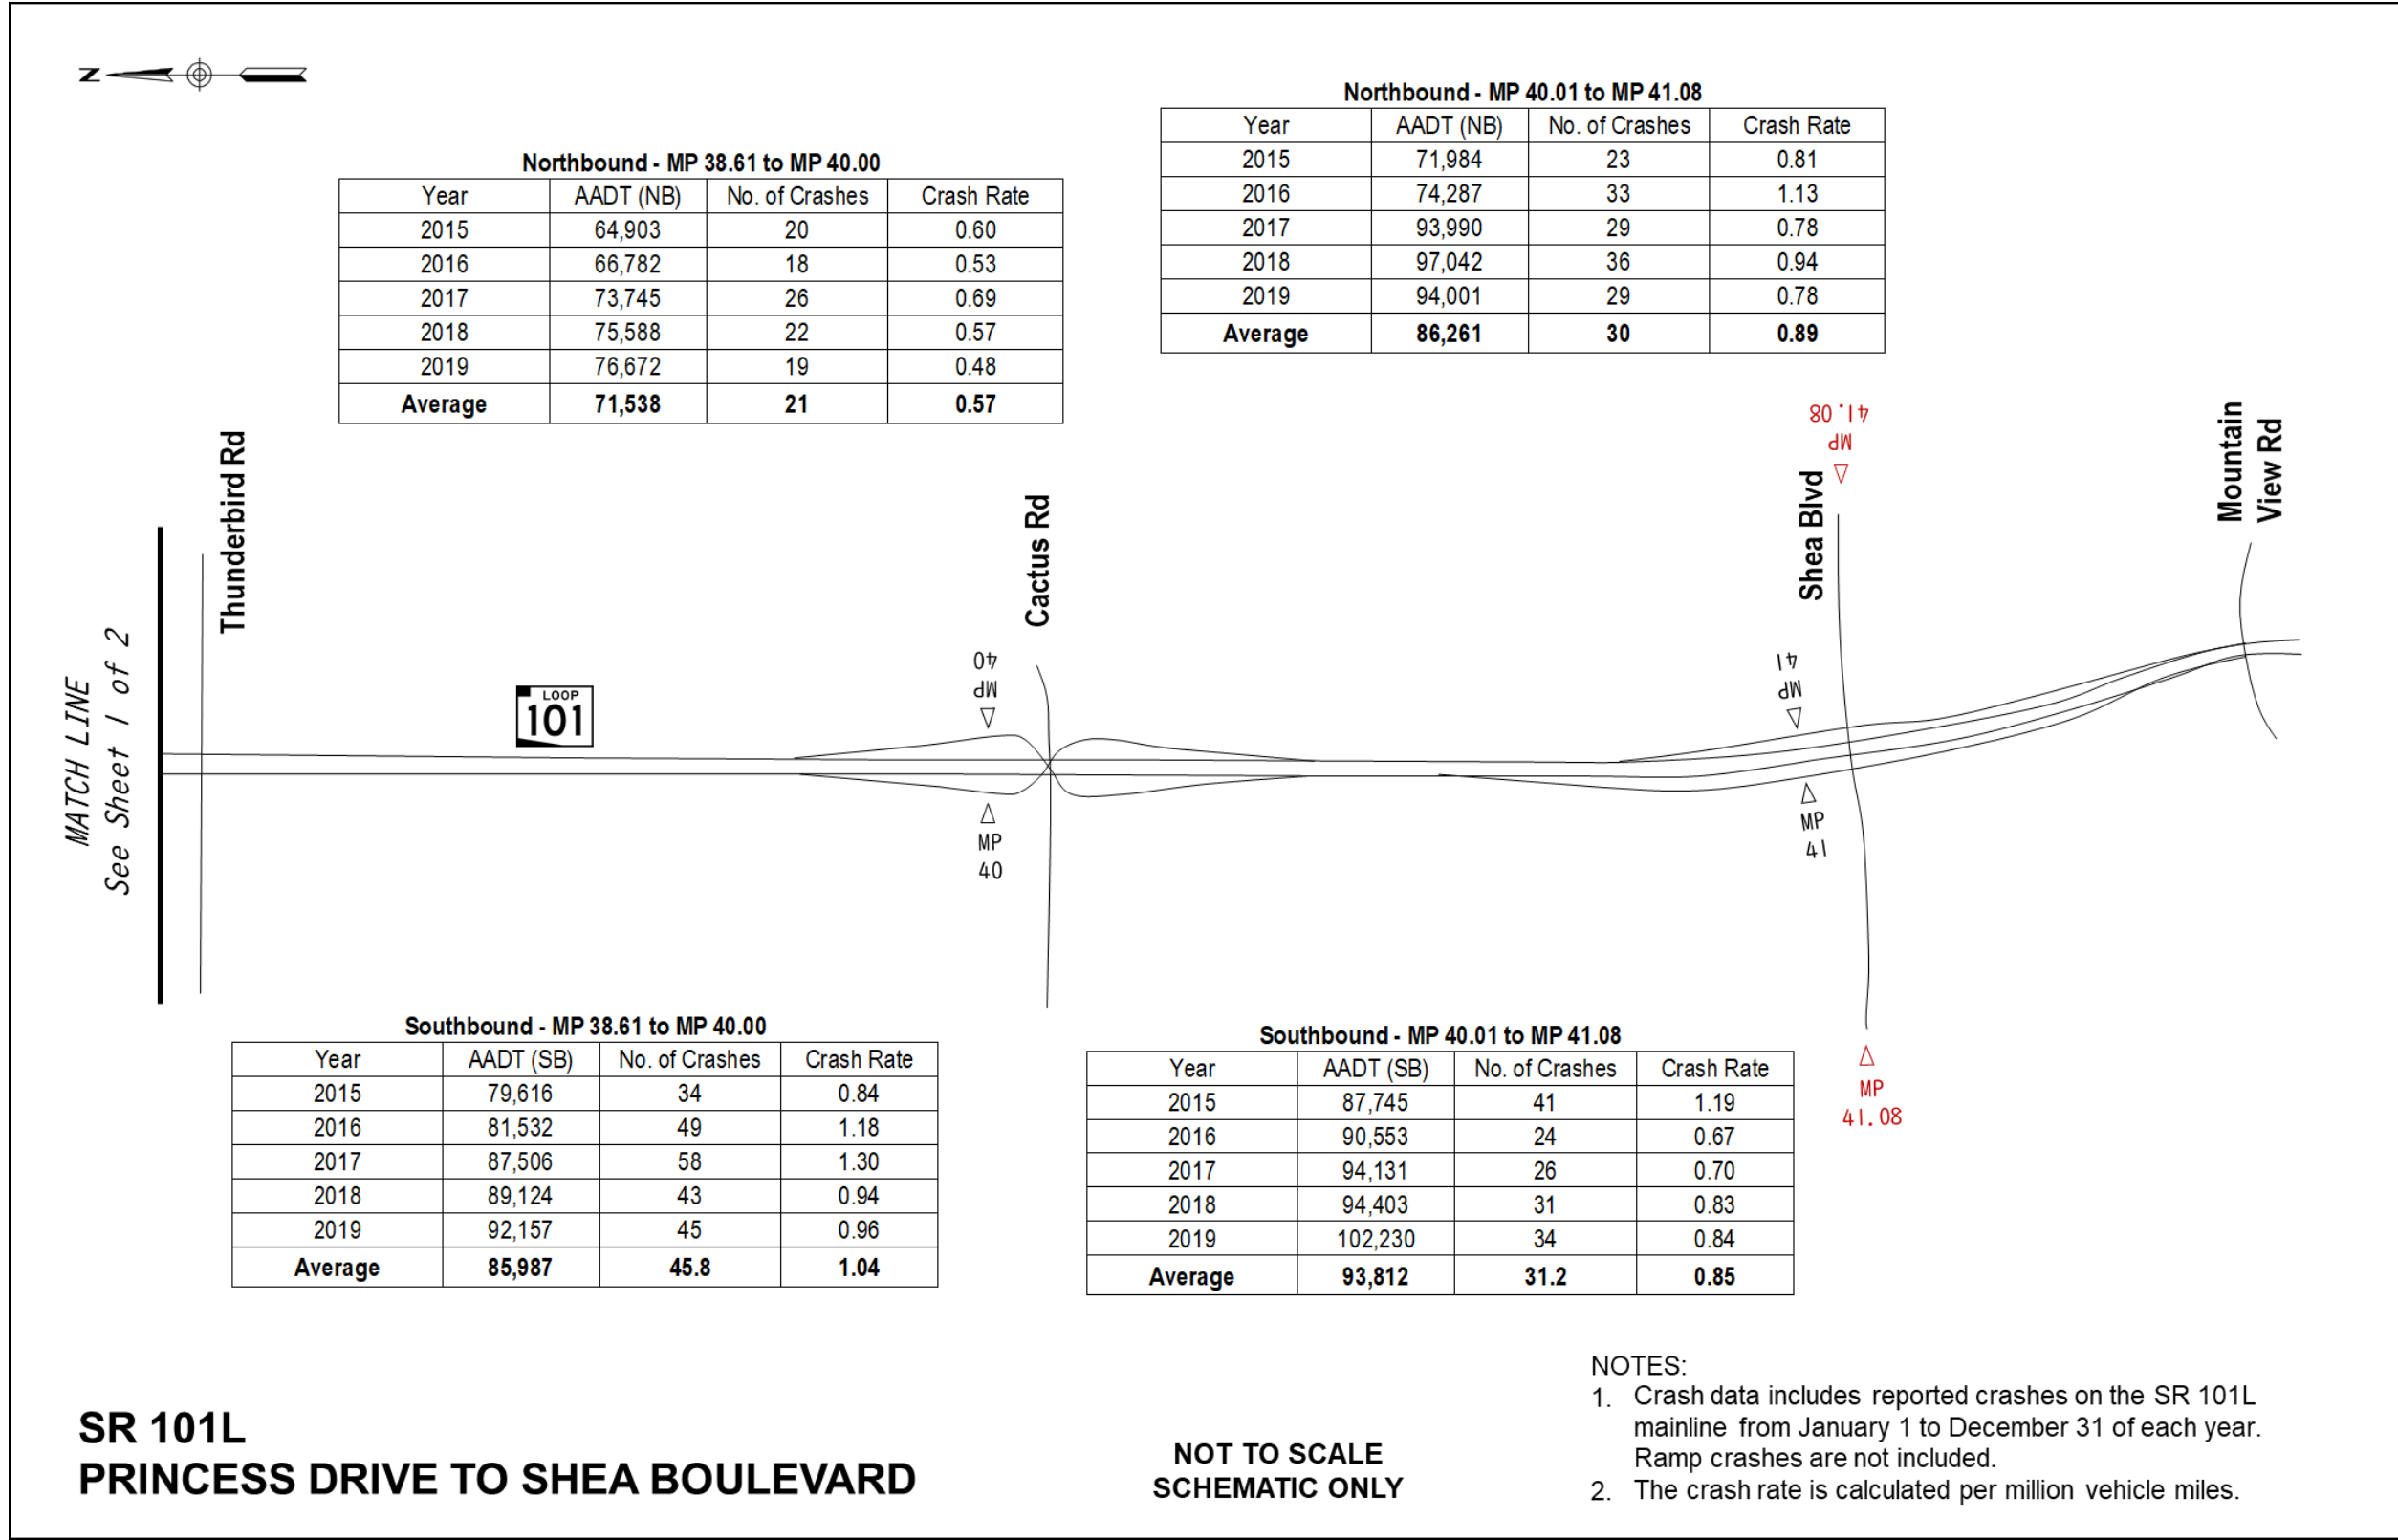 N
Northbound - MP 38.61 to MP 40.00
Year AADT (NB) No. of Crashes Crash Rate
2015 64,903 20 0.60
2016 66,782 18 0.53
2017 73,745 26 0.69
2018 75,588 22 0.57
2019 76,672 19 0.48
Average 71,538 21 0.57
Northbound - MP 40.01 to MP 41.08
Year AADT (NB) No. of Crashes Crash Rate
2015 71,984 23 0.81
2016 74,287 33 1.13
2017 93,990 29 0.78
2018 97,042 36 0.94
2019 94,001 29 0.78
Average 86,261 30 0.89
MATCH LINE
See Sheet 1 of 2
Thunderbird Rd
LOOP
101
Cactus Rd
MP
40
MP
40
Shea Blvd
MP
41.08
MP
41
MP
41
Mountain
View Rd
MP
41.08
Southbound - MP 38.61 to MP 40.00
Year AADT (SB) No. of Crashes Crash Rate
2015 79,616 34 0.84
2016 81,532 49 1.18
2017 87,506 58 1.30
2018 89,124 43 0.94
2019 92,157 45 0.96
Average 85,987 45.8 1.04
Southbound - MP 40.01 to MP 41.08
Year AADT (SB) No. of Crashes Crash Rate
2015 87,745 41 1.19
2016 90,553 24 0.67
2017 94,131 26 0.70
2018 94,403 31 0.83
2019 102,230 34 0.84
Average 93,812 31.2 0.85
SR 101L
PRINCESS DRIVE TO SHEA BOULEVARD
NOT TO SCALE
SCHEMATIC ONLY
NOTES:
1. Crash data includes reported crashes on the SR 101L
mainline from January 1 to December 31 of each year.
Ramp crashes are not included.
2. The crash rate is calculated per million vehicle miles.